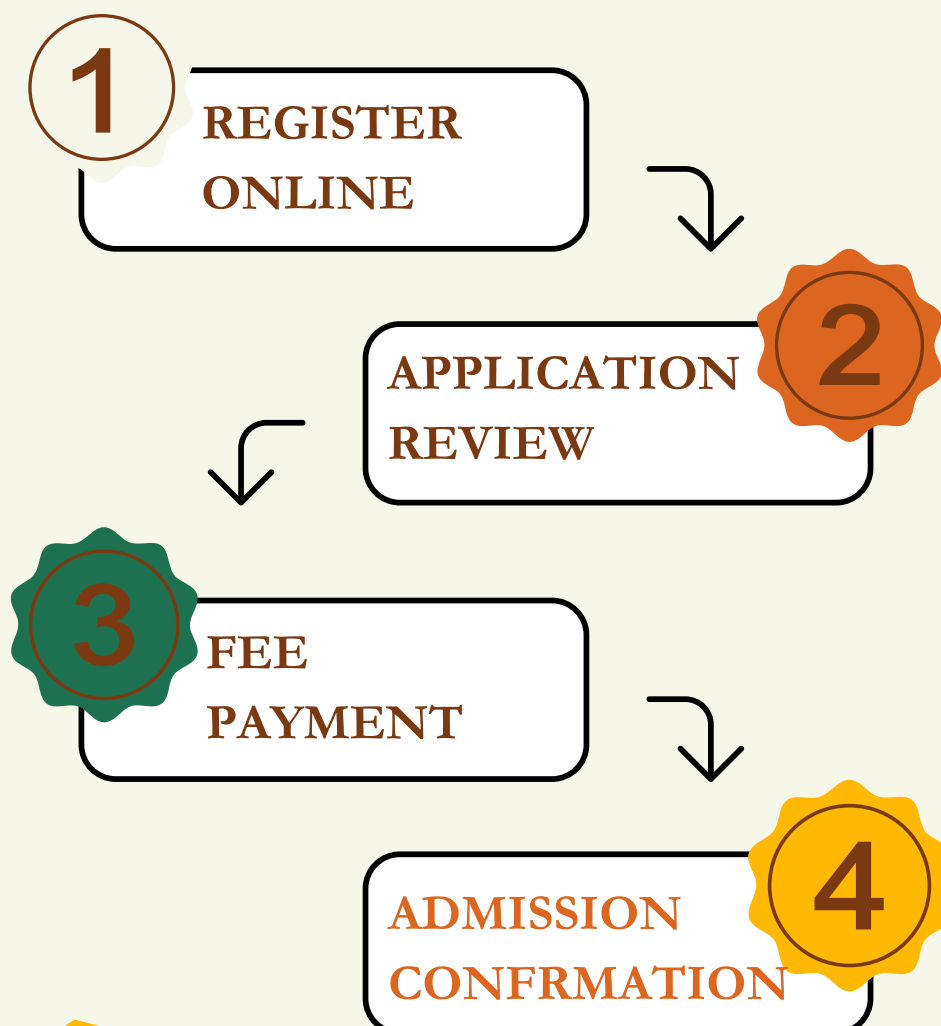 1
REGISTER
ONLINE
2
APPLICATION
REVIEW
3
FEE
PAYMENT
4
ADMISSION
CONFRMATION